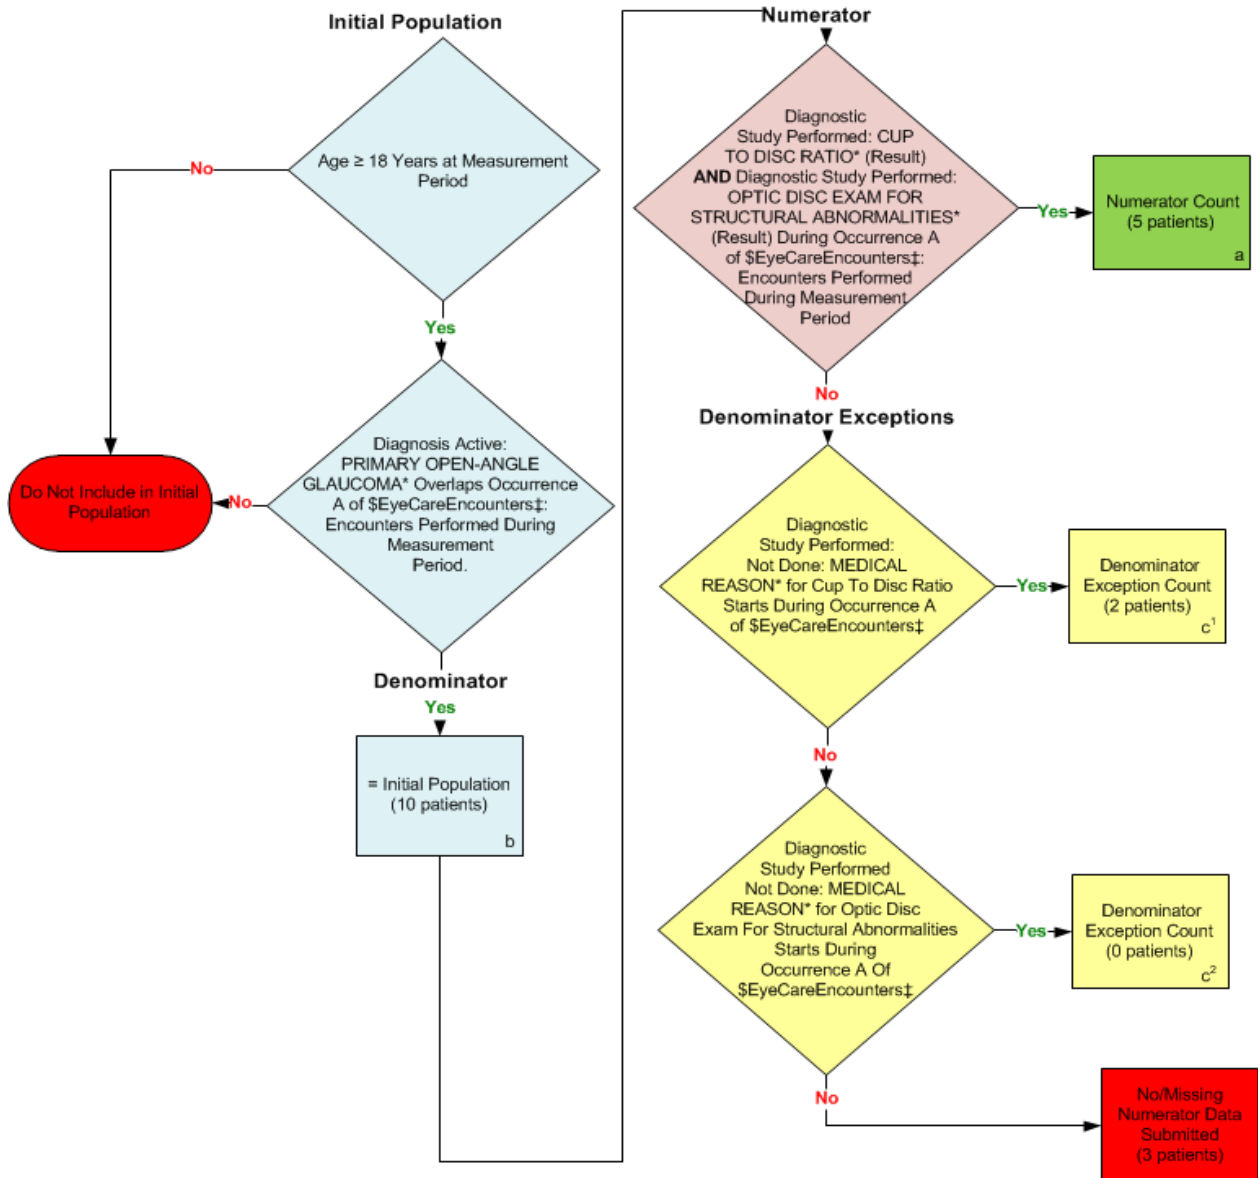 Initial Population
Age ≥ 18 Years at Measurement
Period
No
Yes
Diagnosis Active:
PRIMARY OPEN-ANGLE
GLAUCOMA* Overlaps Occurrence
A of $EyeCareEncounters‡:
Encounters Performed During
Measurement
Period.
No
Do Not Include in Initial
Population
Denominator
Yes
= Initial Population
(10 patients)
b
Numerator
Diagnostic
Study Performed: CUP
TO DISC RATIO* (Result)
AND Diagnostic Study Performed:
OPTIC DISC EXAM FOR
STRUCTURAL ABNORMALITIES*
(Result) During Occurrence A
of $EyeCareEncounters‡:
Encounters Performed
During Measurement
Period
Yes
Numerator Count
(5 patients)
a
No
Denominator Exceptions
Diagnostic
Study Performed:
Not Done: MEDICAL
REASON* for Cup To Disc Ratio
Starts During Occurrence A
of $EyeCareEncounters‡
Yes
Denominator
Exception Count
(2 patients)
c¹
No
Diagnostic
Study Performed
Not Done: MEDICAL
REASON* for Optic Disc
Exam For Structural Abnormalities
Starts During
Occurrence A Of
$EyeCareEncounters‡
Yes
Denominator
Exception Count
(0 patients)
c²
No
No/Missing
Numerator Data
Submitted
(3 patients)